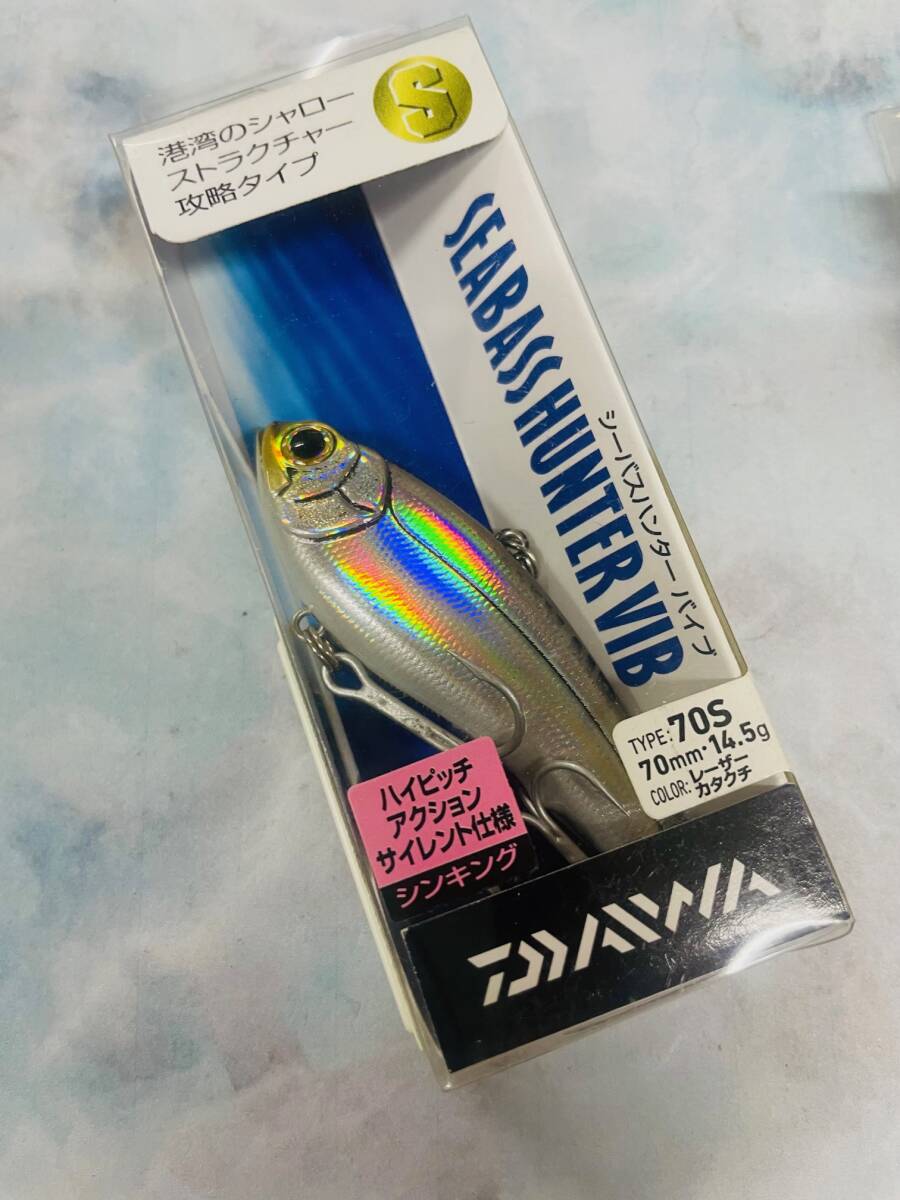 港湾のシャロー
ストラクチャー
攻略タイプ
S
SEABASS HUNTER VIB
シーバスハンターバイブ
TYPE:70S
70mm・14.5g
COLOR:レーザーカタクチ
ハイピッチ
アクション
サイレント仕様
シンキング
DAIWA